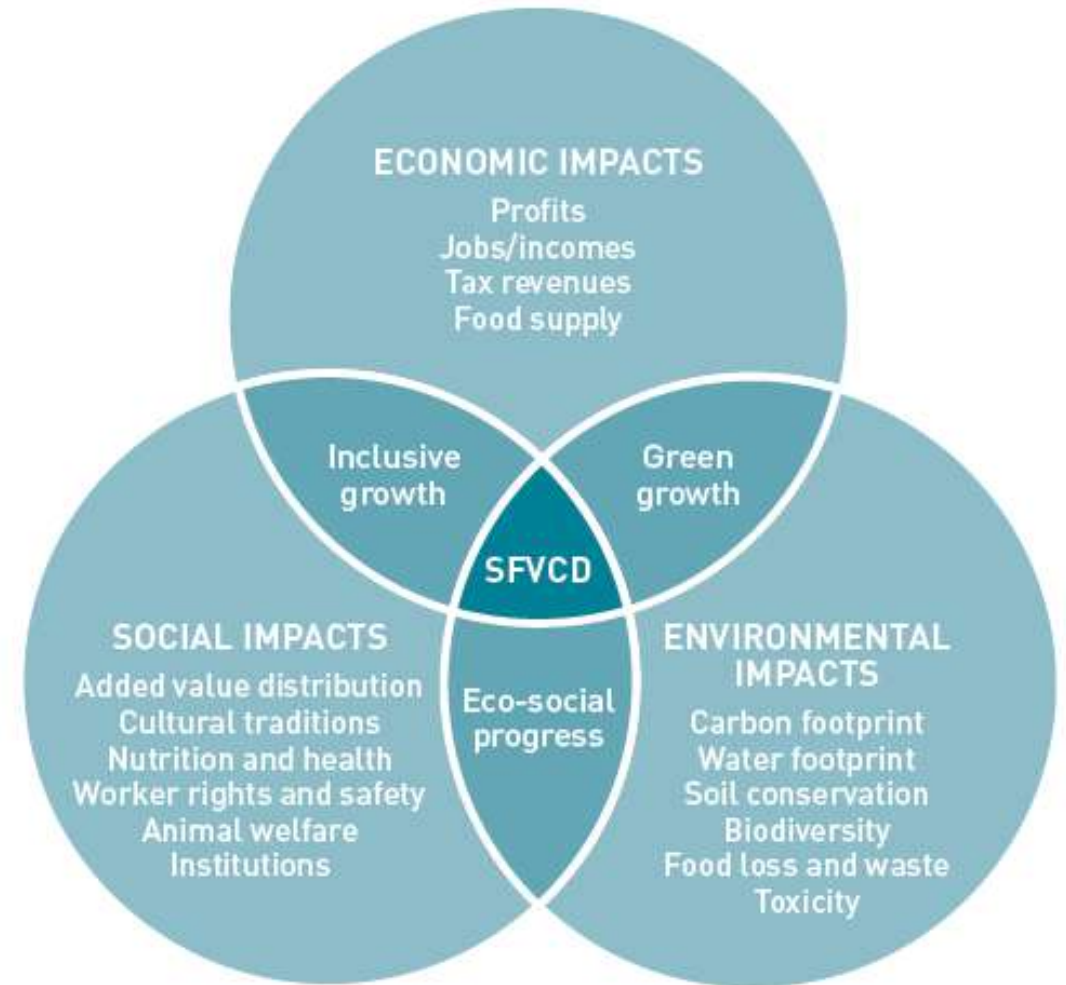 ECONOMIC IMPACTS
Profits
Jobs/incomes
Tax revenues
Food supply
Inclusive
growth
Green
growth
SFVCD
SOCIAL IMPACTS
Added value distribution
Cultural traditions
Nutrition and health
Worker rights and safety
Animal welfare
Institutions
Eco-social
progress
ENVIRONMENTAL
IMPACTS
Carbon footprint
Water footprint
Soil conservation
Biodiversity
Food loss and waste
Toxicity